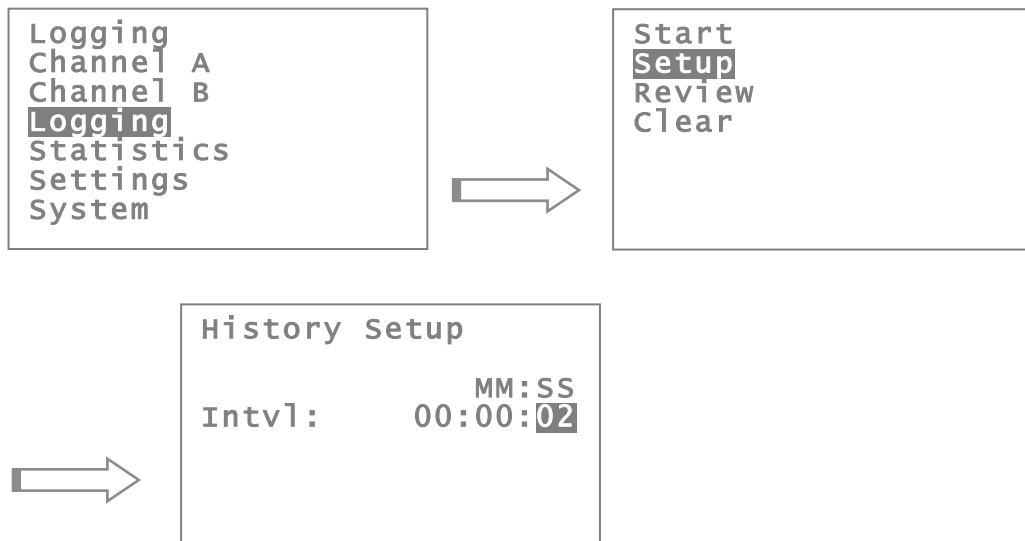 Logging
Channel A
Channel B
Logging
Statistics
Settings
System
Start
Setup
Review
Clear
History Setup
MM:SS
Intvl: 00:00:02